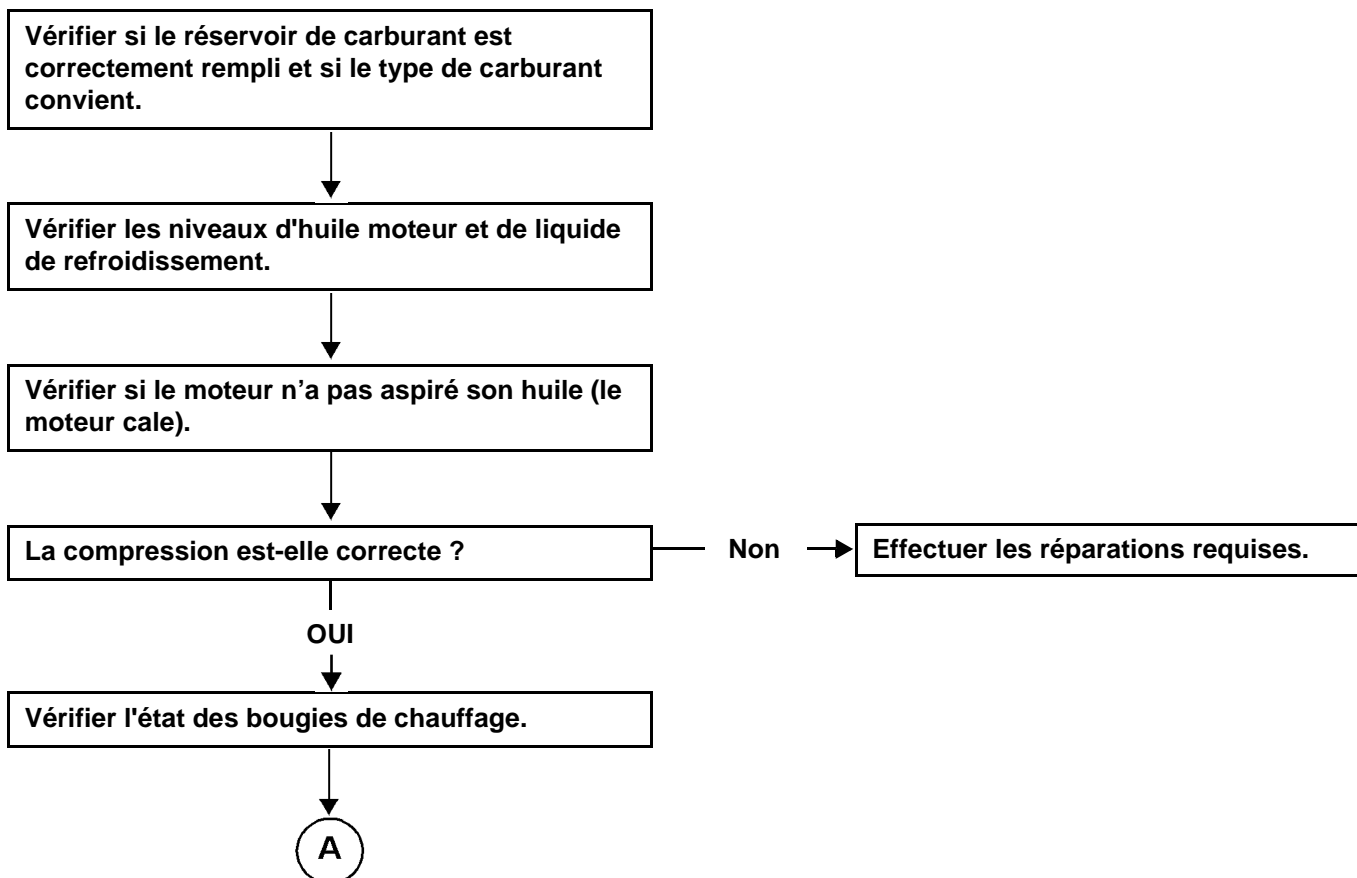 Vérifier si le réservoir de carburant est
correctement rempli et si le type de carburant
convient.
Vérifier les niveaux d'huile moteur et de liquide
de refroidissement.
Vérifier si le moteur n’a pas aspiré son huile (le
moteur cale).
La compression est-elle correcte ?
Non
Effectuer les réparations requises.
OUI
Vérifier l'état des bougies de chauffage.
A